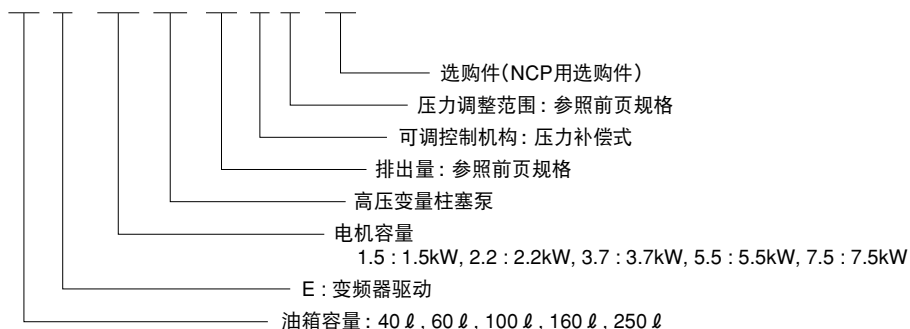 选购件(NCP用选购件)
压力调整范围：参照前页规格
可调控制机构：压力补偿式
排出量：参照前页规格
高压变量柱塞泵
电机容量
1.5 : 1.5kW, 2.2 : 2.2kW, 3.7 : 3.7kW, 5.5 : 5.5kW, 7.5 : 7.5kW
E : 变频器驱动
油箱容量：40 ℓ , 60 ℓ , 100 ℓ , 160 ℓ , 250 ℓ